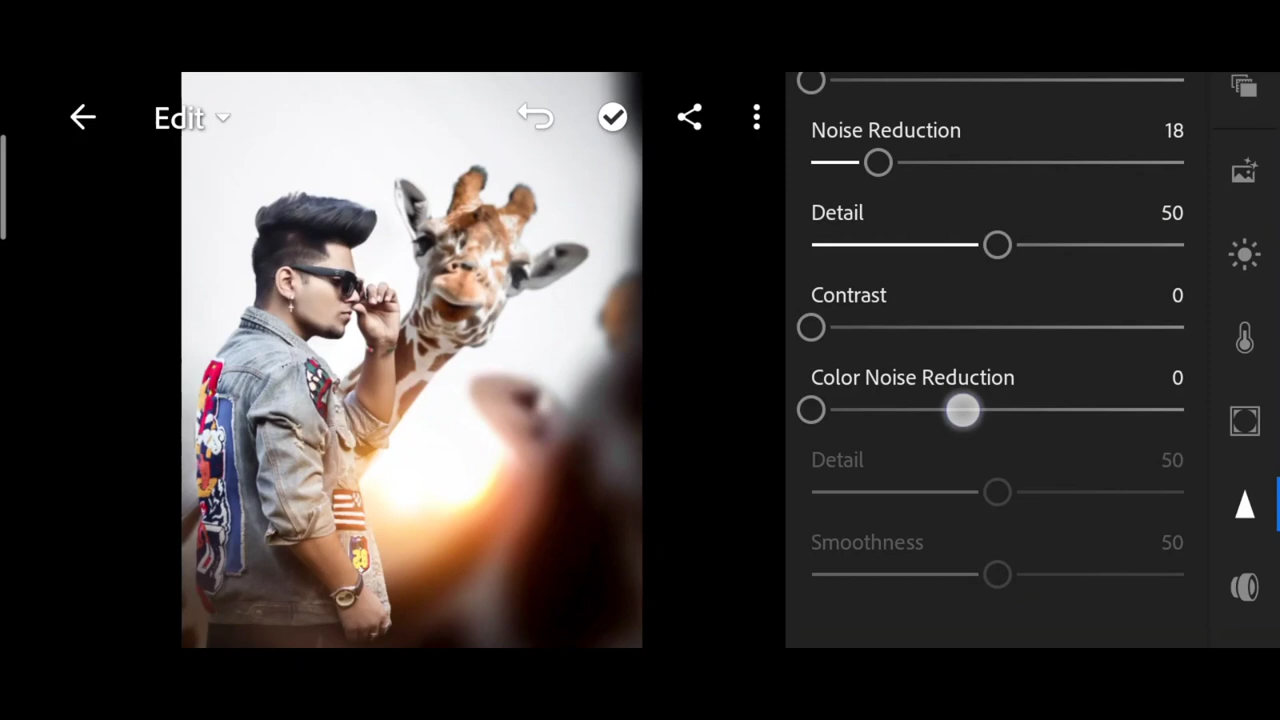 Edit
Noise Reduction 18
Detail 50
Contrast 0
Color Noise Reduction 0
Detail 50
Smoothness 50